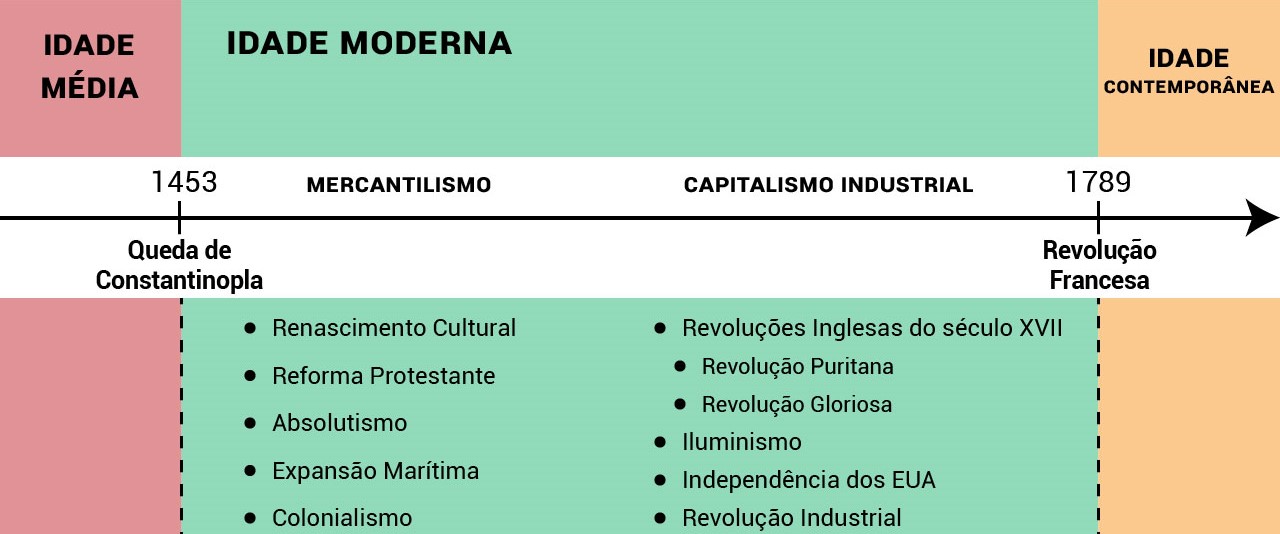 IDADE
MÉDIA
IDADE MODERNA
IDADE
CONTEMPORÂNEA
1453
MERCANTILISMO
CAPITALISMO INDUSTRIAL
1789
Queda de
Constantinopla
Revolução
Francesa
• Renascimento Cultural
• Reforma Protestante
• Absolutismo
• Expansão Marítima
• Colonialismo
• Revoluções Inglesas do século XVII
• Revolução Puritana
• Revolução Gloriosa
• Iluminismo
• Independência dos EUA
• Revolução Industrial